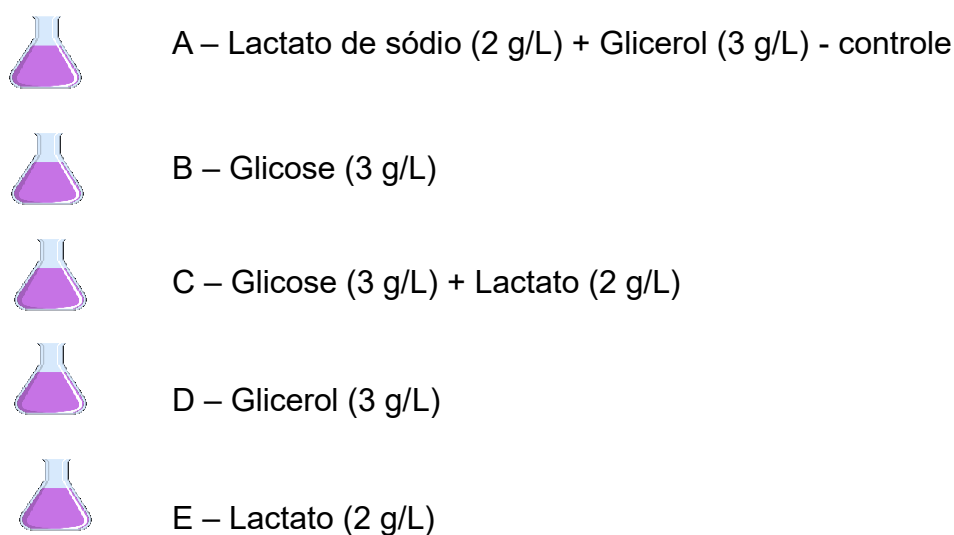 A – Lactato de sódio (2 g/L) + Glicerol (3 g/L) - controle
B – Glicose (3 g/L)
C – Glicose (3 g/L) + Lactato (2 g/L)
D – Glicerol (3 g/L)
E – Lactato (2 g/L)